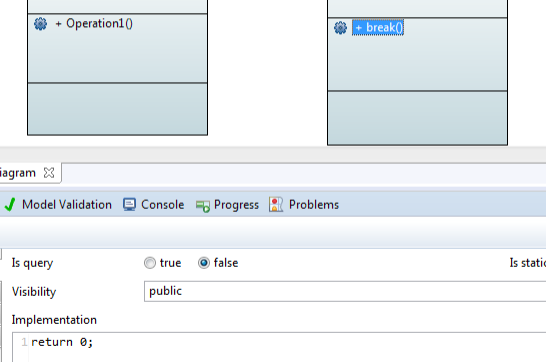 + Operation1()
+ break()
iagram
Model Validation Console Progress Problems
Is query true false Is static
Visibility public
Implementation
1 return 0;